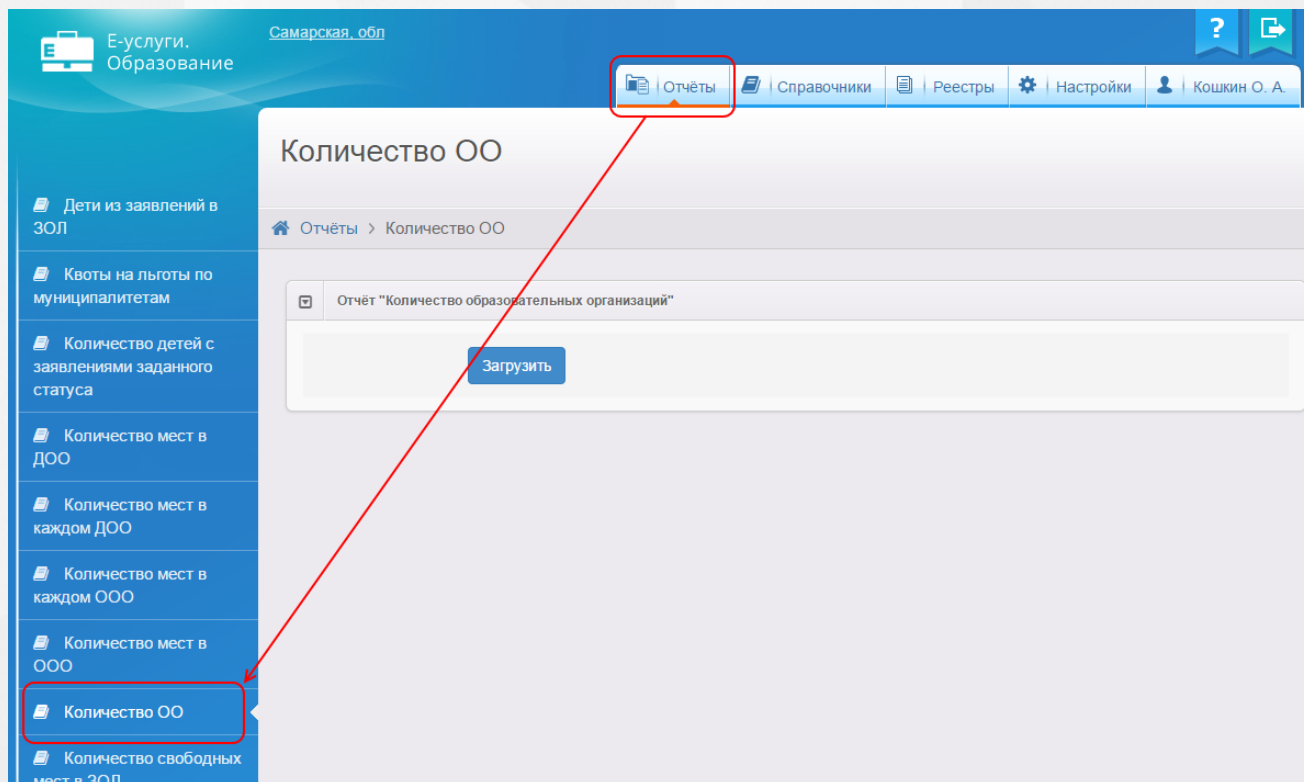 Е-услуги.
Образование
Самарская, обл
?
Отчёты
Справочники
Реестры
Настройки
Кошкин О. А.
Количество ОО
Отчёты > Количество ОО
Дети из заявлений в
ЗОЛ
Квоты на льготы по
муниципалитетам
Количество детей с
заявлениями заданного
статуса
Количество мест в
ДОО
Количество мест в
каждом ДОО
Количество мест в
каждом ООО
Количество мест в
ООО
Количество ОО
Количество свободных
мест в ЗОЛ
Отчёт "Количество образовательных организаций"
Загрузить